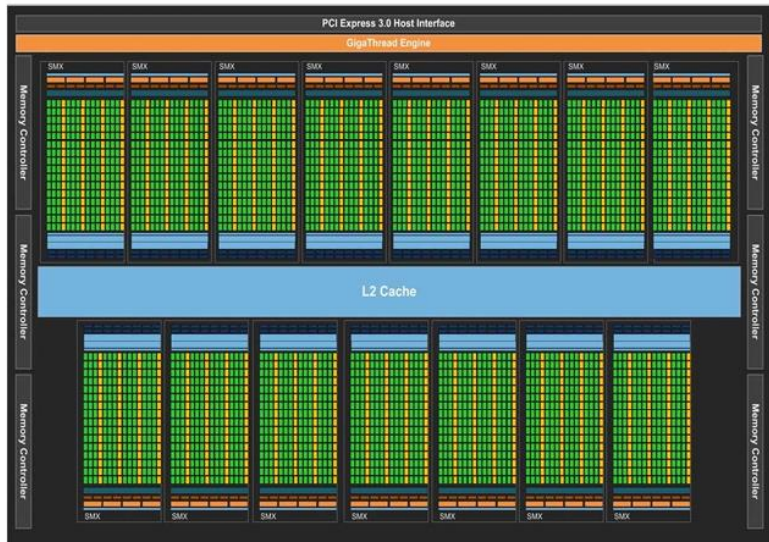 PCI Express 3.0 Host Interface
GigaThread Engine
SMX
SMX
SMX
SMX
SMX
SMX
SMX
SMX
Memory Controller
Memory Controller
Memory Controller
Memory Controller
L2 Cache
Memory Controller
Memory Controller
SMX
SMX
SMX
SMX
SMX
SMX
SMX